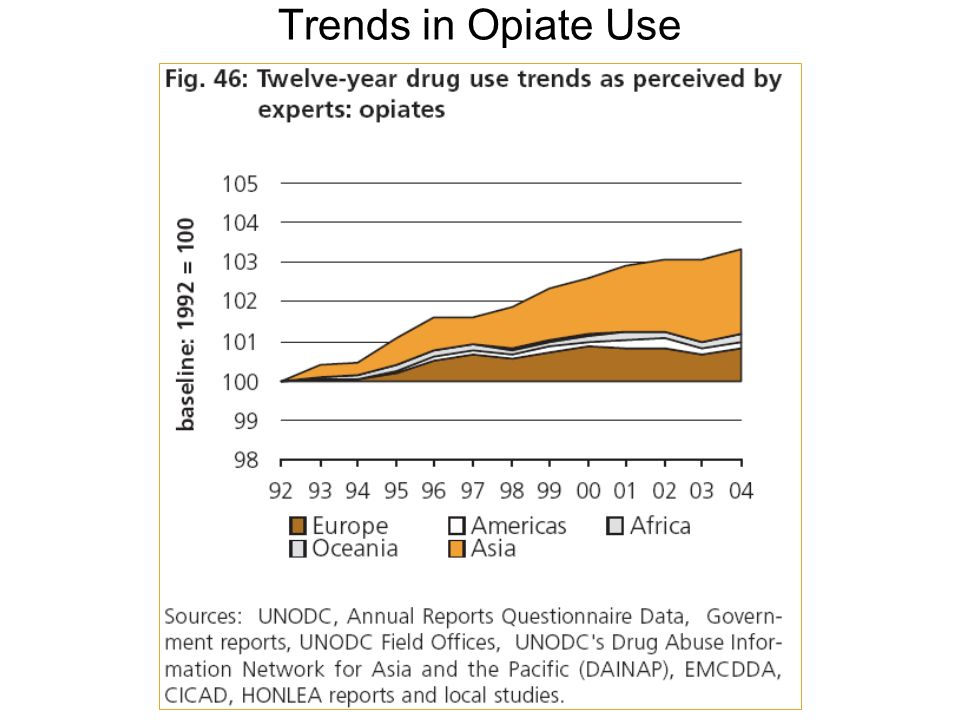 Trends in Opiate Use
Fig. 46: Twelve-year drug use trends as perceived by
experts: opiates
baseline: 1992 = 100
105
104
103
102
101
100
99
98
92 93 94 95 96 97 98 99 00 01 02 03 04
Europe Americas Africa
Oceania Asia
Sources: UNODC, Annual Reports Questionnaire Data, Govern-
ment reports, UNODC Field Offices, UNODC's Drug Abuse Infor-
mation Network for Asia and the Pacific (DAINAP), EMCDDA,
CICAD, HONLEA reports and local studies.